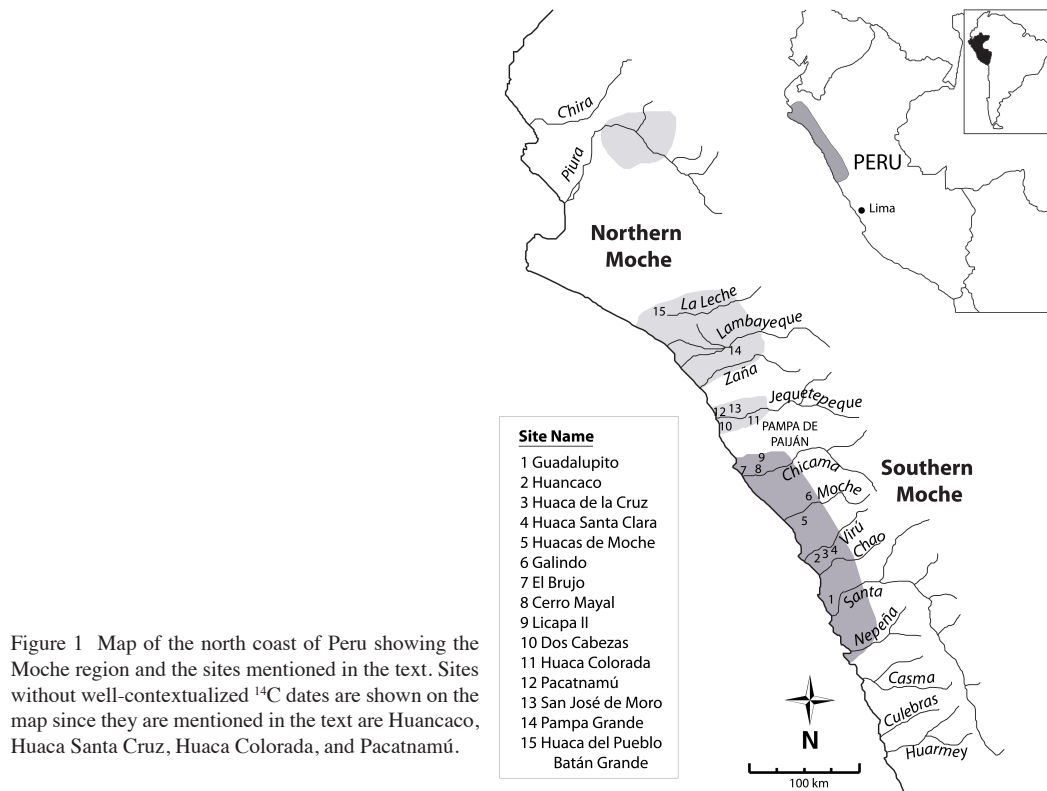 Chira
Piura
Northern
Moche
PERU
Lima
15
La Leche
Lambayeque
14
Zaña
12 13
Jequetepeque
10
11
PAMPA DE
PAIJÁN
9
7 8
Chicama
Southern
Moche
6
Moche
5
Virú
2 3 4
Chao
1
Santa
Nepeña
Casma
Culebras
Huarmey
N
100 km
Site Name
1 Guadalupito
2 Huancaco
3 Huaca de la Cruz
4 Huaca Santa Clara
5 Huacas de Moche
6 Galindo
7 El Brujo
8 Cerro Mayal
9 Licapa II
10 Dos Cabezas
11 Huaca Colorada
12 Pacatnamú
13 San José de Moro
14 Pampa Grande
15 Huaca del Pueblo
Batán Grande
Figure 1 Map of the north coast of Peru showing the
Moche region and the sites mentioned in the text. Sites
without well-contextualized ¹⁴C dates are shown on the
map since they are mentioned in the text are Huancaco,
Huaca Santa Cruz, Huaca Colorada, and Pacatnamú.